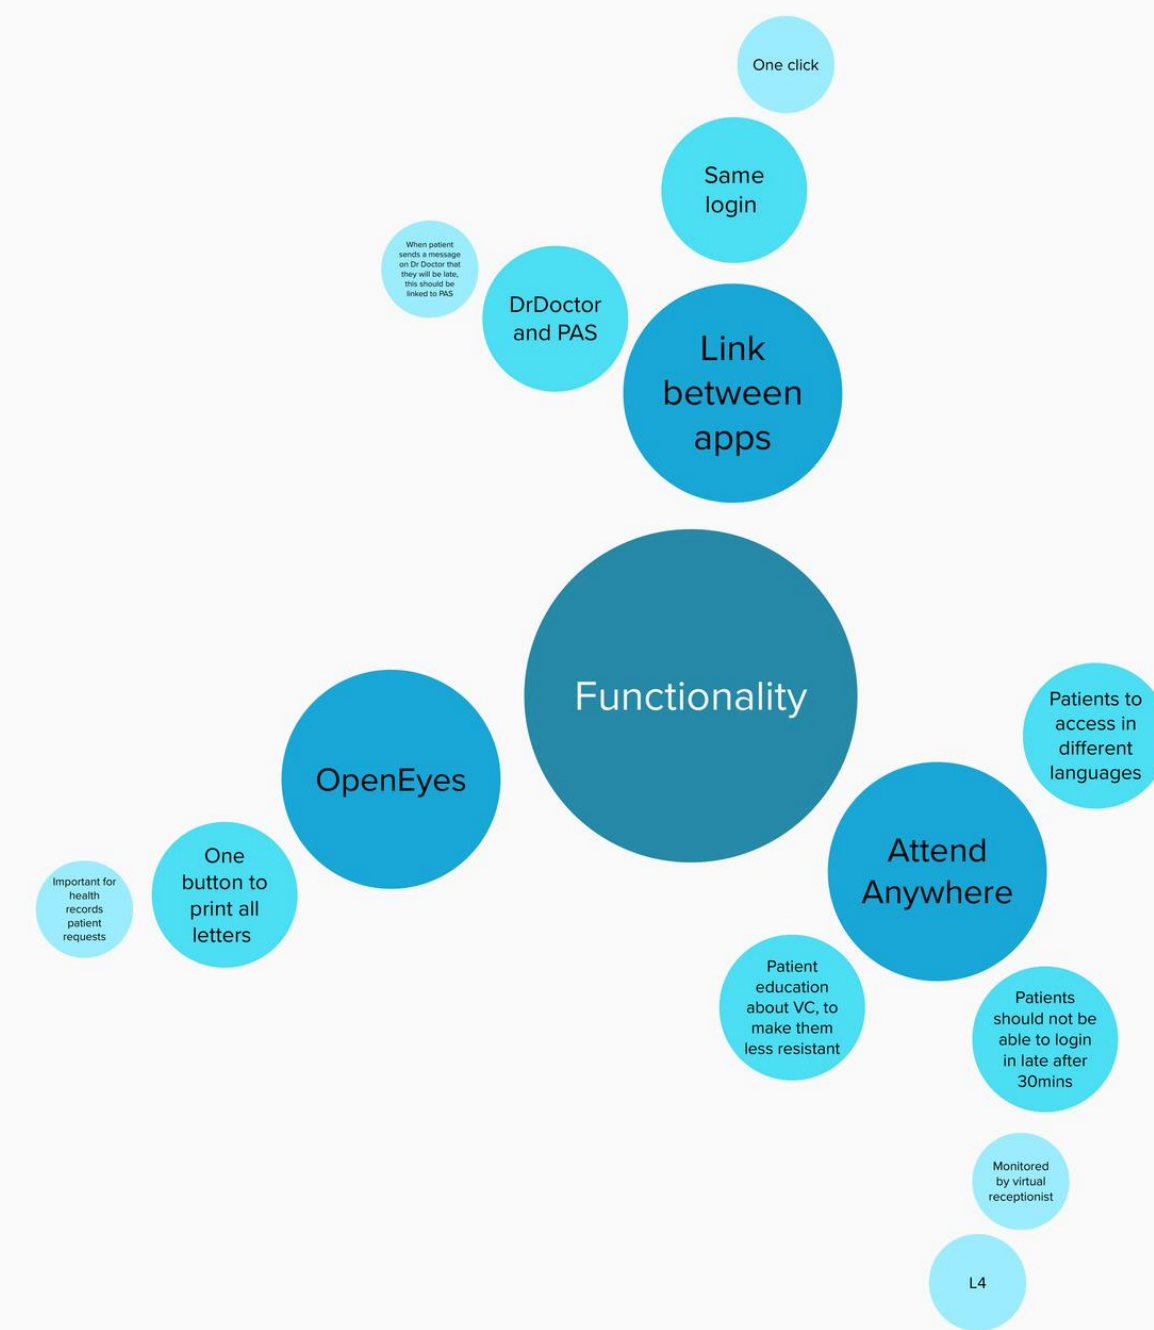 One click
Same
login
When patient
sends a message
on Dr Doctor that
they will be late,
this should be
linked to PAS
DrDoctor
and PAS
Link
between
apps
Functionality
OpenEyes
One
button to
print all
letters
Important for
health
records
patient
requests
Patients to
access in
different
languages
Attend
Anywhere
Patient
education
about VC, to
make them
less resistant
Patients
should not be
able to login
in late after
30mins
Monitored
by virtual
receptionist
L4